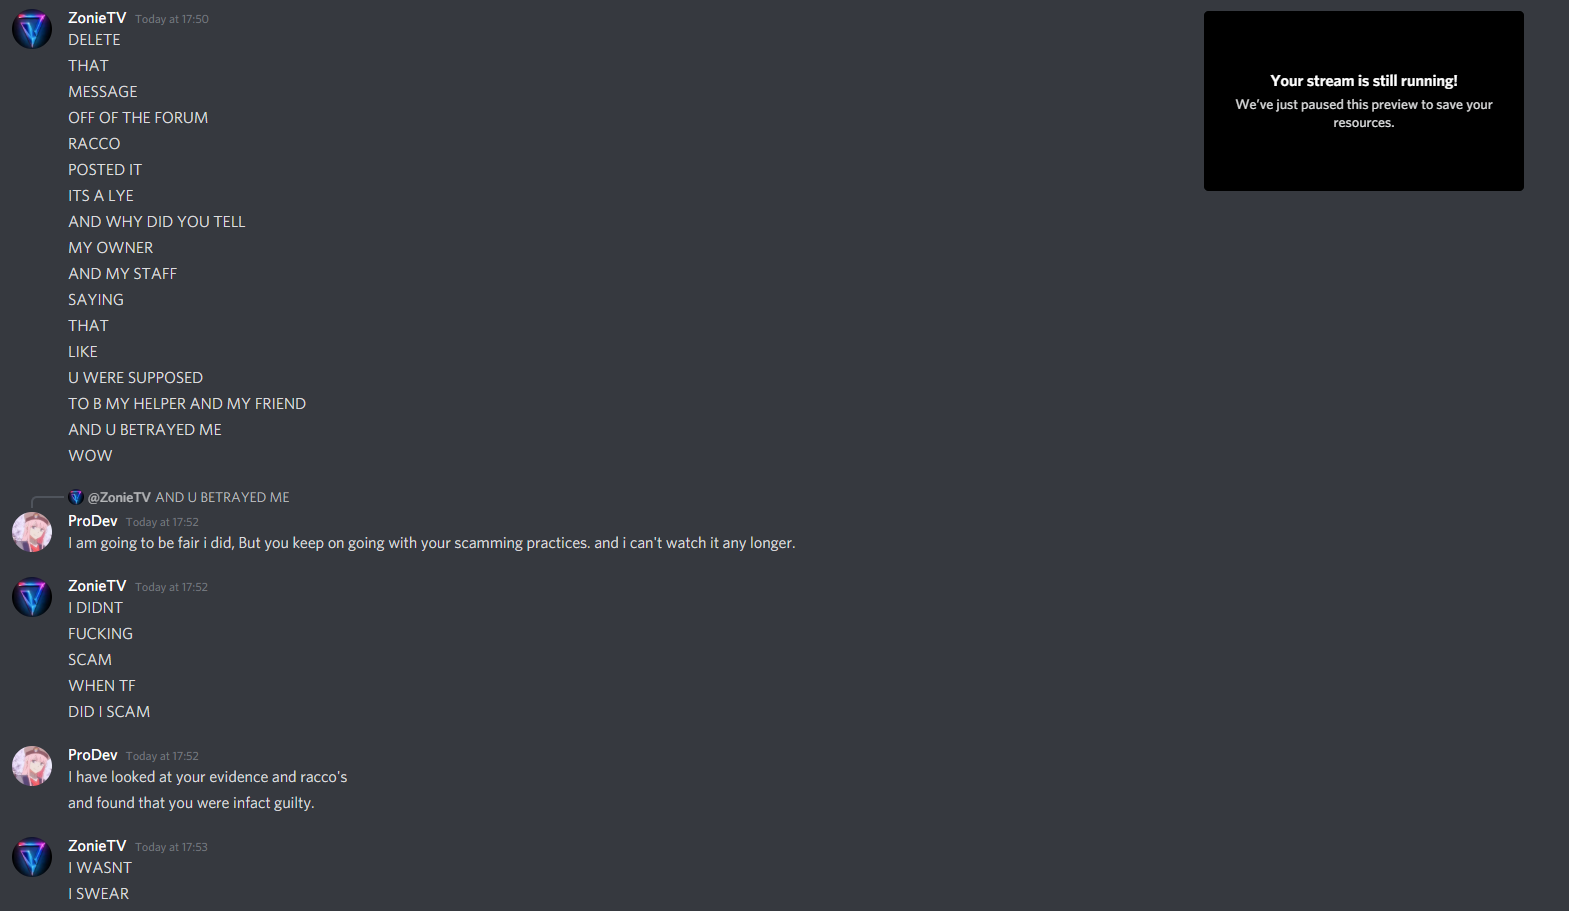 ZonieTV Today at 17:50
DELETE
THAT
MESSAGE
OFF OF THE FORUM
RACCO
POSTED IT
ITS A LYE
AND WHY DID YOU TELL
MY OWNER
AND MY STAFF
SAYING
THAT
LIKE
U WERE SUPPOSED
TO B MY HELPER AND MY FRIEND
AND U BETRAYED ME
WOW
@ZonieTV AND U BETRAYED ME
ProDev Today at 17:52
I am going to be fair i did, But you keep on going with your scamming practices. and i can't watch it any longer.
ZonieTV Today at 17:52
I DIDNT
FUCKING
SCAM
WHEN TF
DID I SCAM
ProDev Today at 17:52
I have looked at your evidence and racco's
and found that you were infact guilty.
ZonieTV Today at 17:53
I WASNT
I SWEAR
Your stream is still running!
We've just paused this preview to save your
resources.